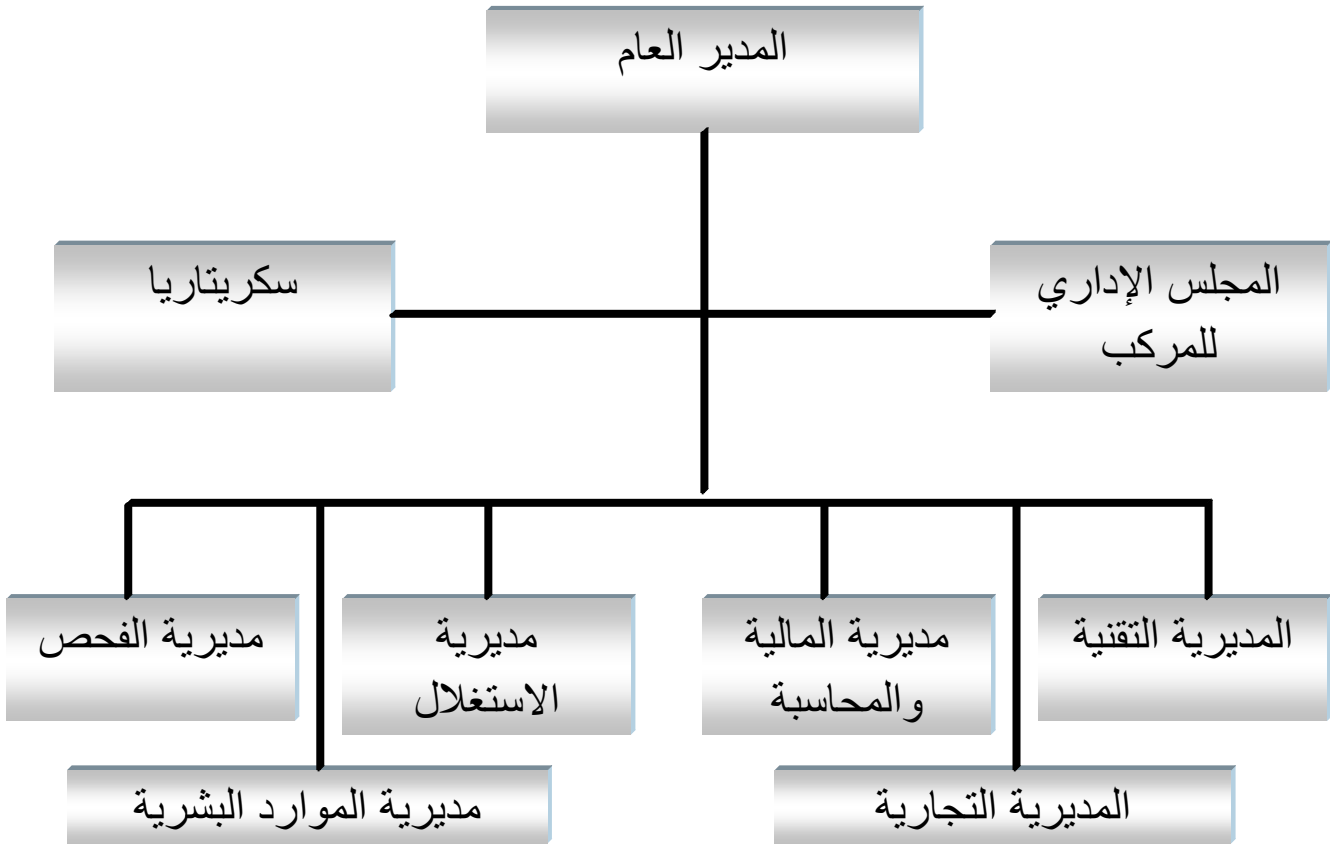 المدير العام
المجلس الإداري
للمركب
سكريتاريا
المديرية التقنية
مديرية المالية
والمحاسبة
مديرية
الاستغلال
مديرية الفحص
المديرية التجارية
مديرية الموارد البشرية